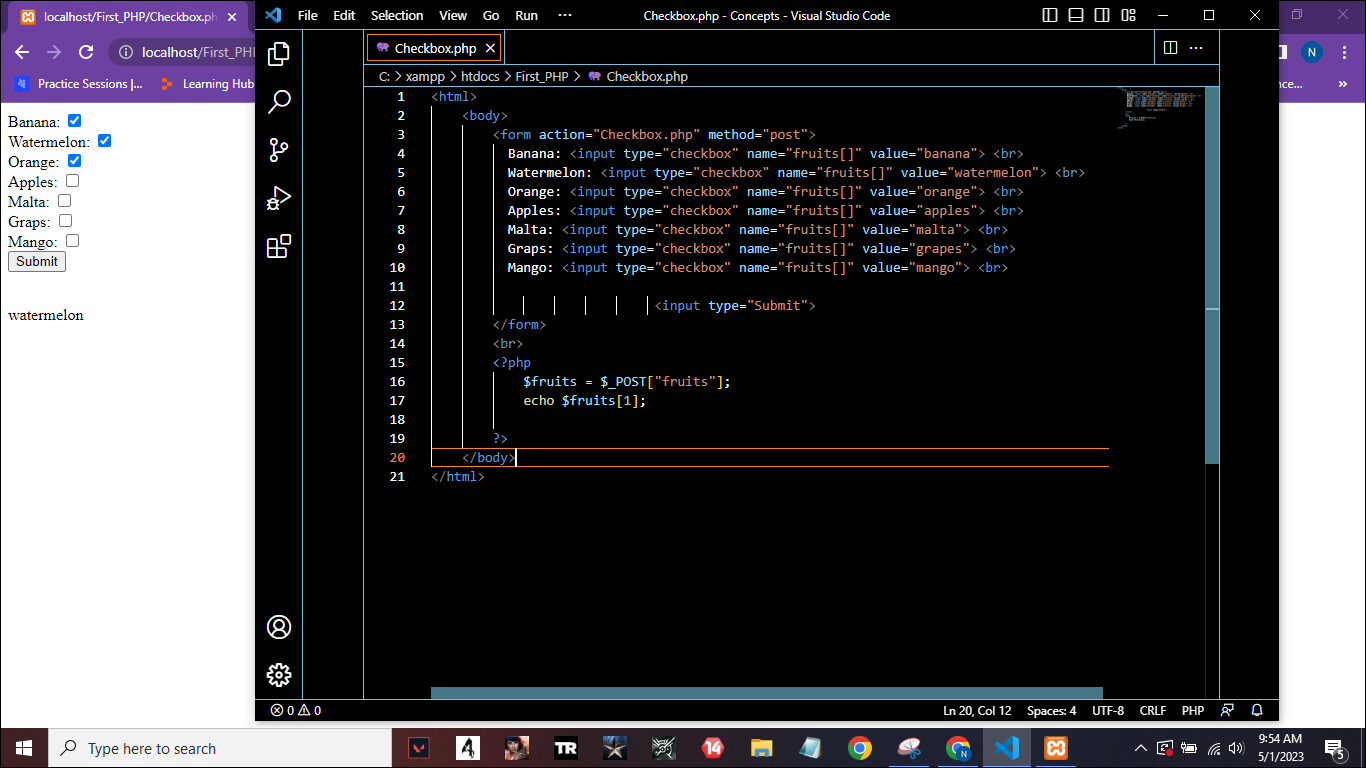 localhost/First_PHP/Checkbox.ph
localhost/First_PH
Practice Sessions |...
Learning Hub
Banana:
Watermelon:
Orange:
Apples:
Malta:
Graps:
Mango:
Submit
watermelon
File Edit Selection View Go Run ··· Checkbox.php - Concepts - Visual Studio Code
Checkbox.php
C: > xampp > htdocs > First_PHP > Checkbox.php
1 <html>
2 <body>
3 <form action="Checkbox.php" method="post">
4 Banana: <input type="checkbox" name="fruits[]" value="banana"> <br>
5 Watermelon: <input type="checkbox" name="fruits[]" value="watermelon"> <br>
6 Orange: <input type="checkbox" name="fruits[]" value="orange"> <br>
7 Apples: <input type="checkbox" name="fruits[]" value="apples"> <br>
8 Malta: <input type="checkbox" name="fruits[]" value="malta"> <br>
9 Graps: <input type="checkbox" name="fruits[]" value="grapes"> <br>
10 Mango: <input type="checkbox" name="fruits[]" value="mango"> <br>
11
12 <input type="Submit">
13 </form>
14 <br>
15 <?php
16 $fruits = $_POST["fruits"];
17 echo $fruits[1];
18
19 ?>
20 </body>
21 </html>
N
nce...
»
0 0 Ln 20, Col 12 Spaces: 4 UTF-8 CRLF PHP
Type here to search
4
TR
14
N
9:54 AM
5/1/2023
5